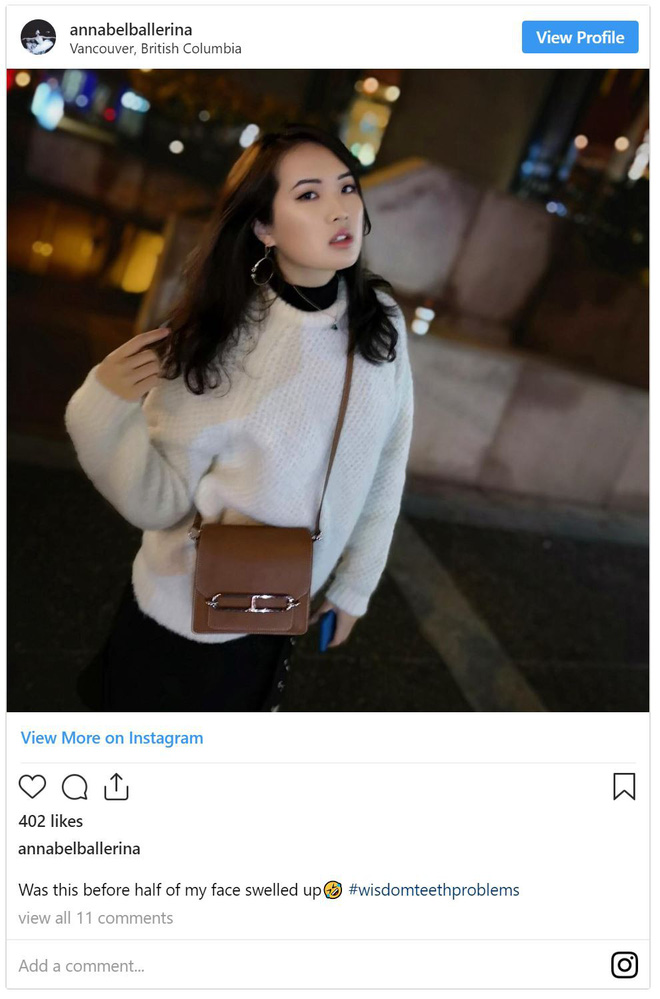 annabelballerina
Vancouver, British Columbia
View Profile
View More on Instagram
402 likes
annabelballerina
Was this before half of my face swelled up🤣 #wisdomteethproblems
view all 11 comments
Add a comment...